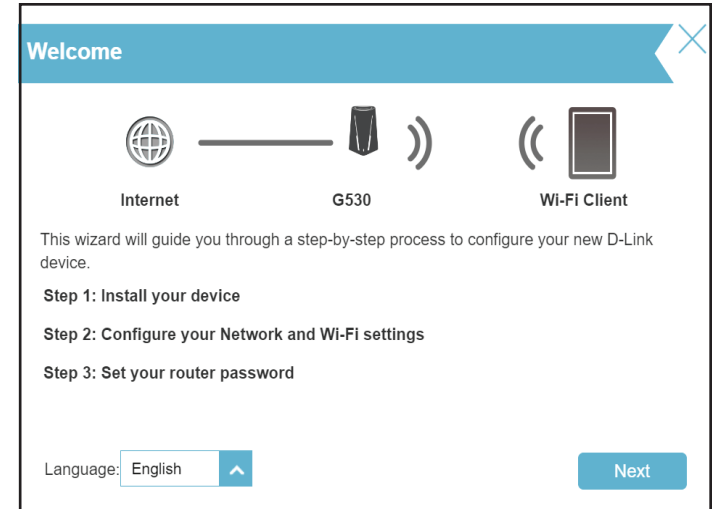 Welcome
Internet
G530
Wi-Fi Client
This wizard will guide you through a step-by-step process to configure your new D-Link
device.
Step 1: Install your device
Step 2: Configure your Network and Wi-Fi settings
Step 3: Set your router password
Language: English
Next